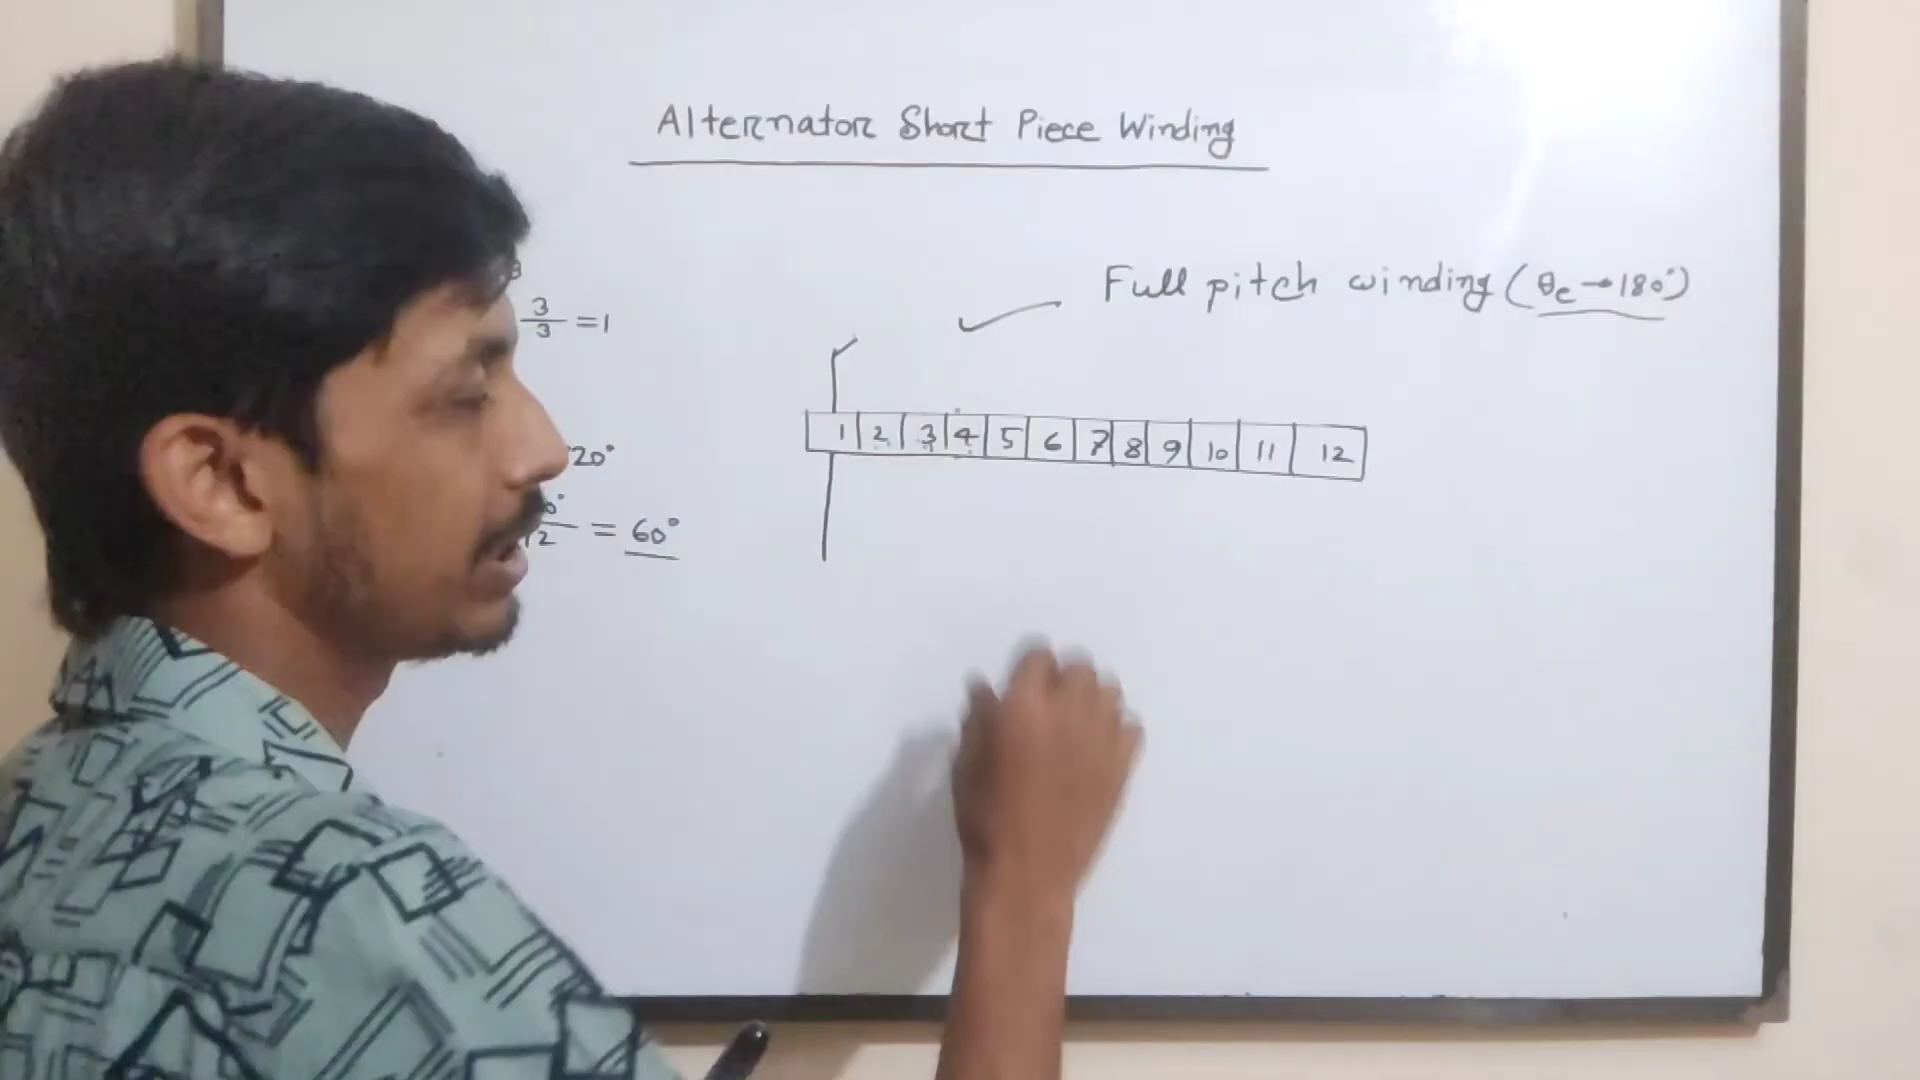 Alternator Short Piece Winding
Full pitch winding (θe → 180°)
3/3 = 1
1 2 3 4 5 6 7 8 9 10 11 12
20°
= 60°